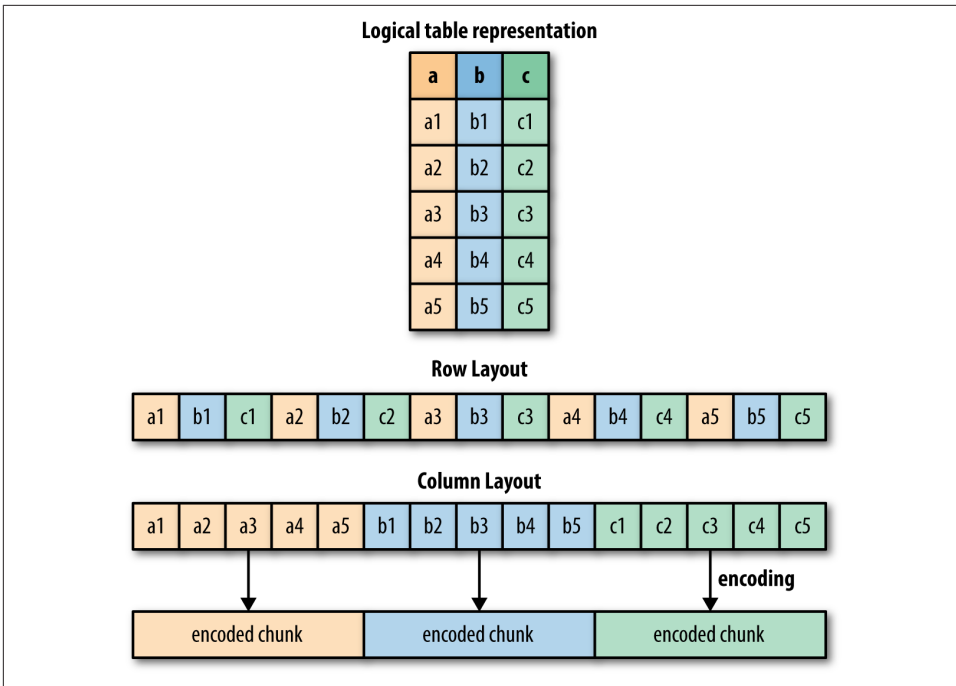 Logical table representation
a b c
a1 b1 c1
a2 b2 c2
a3 b3 c3
a4 b4 c4
a5 b5 c5
Row Layout
a1 b1 c1 a2 b2 c2 a3 b3 c3 a4 b4 c4 a5 b5 c5
Column Layout
a1 a2 a3 a4 a5 b1 b2 b3 b4 b5 c1 c2 c3 c4 c5
encoding
encoded chunk encoded chunk encoded chunk